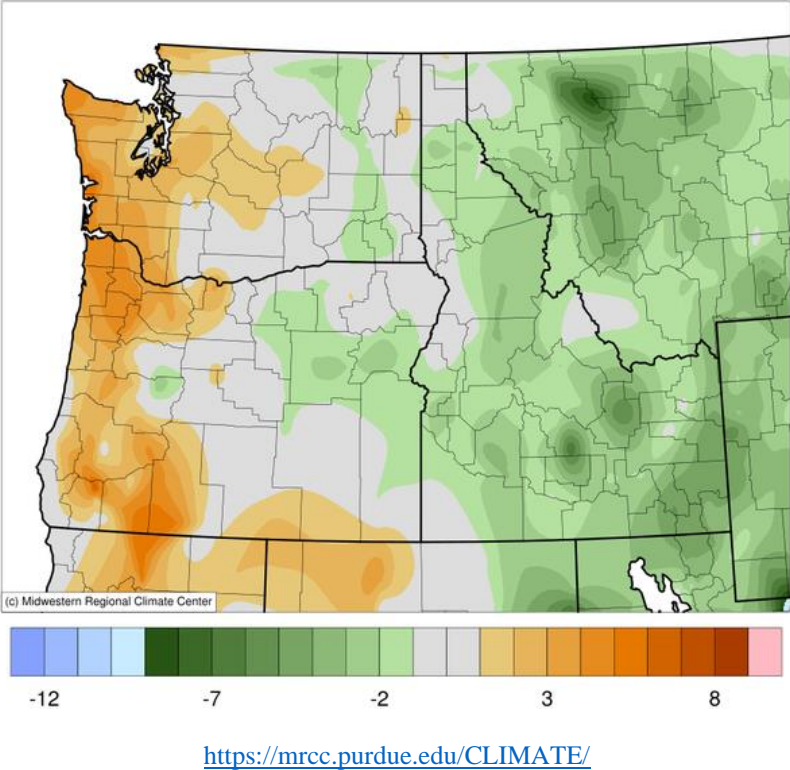 (c) Midwestern Regional Climate Center
-12 -7 -2 3 8
https://mrcc.purdue.edu/CLIMATE/